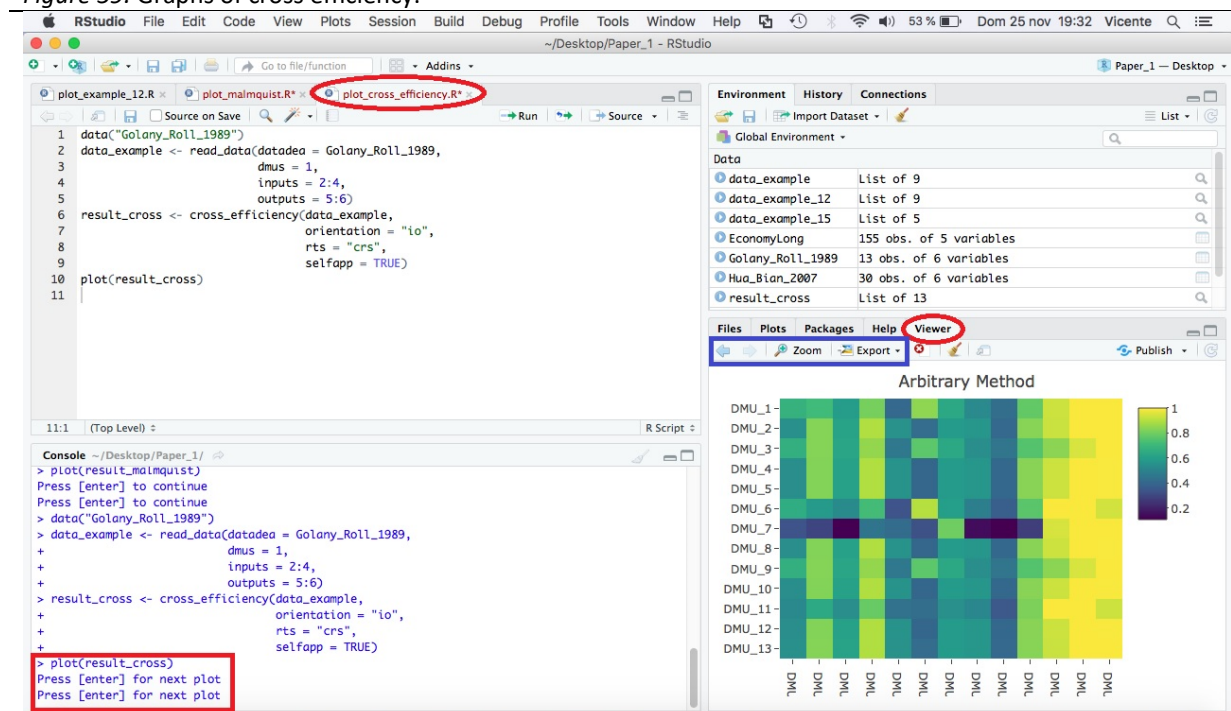 Figure 35. Graphs of cross efficiency.
RStudio File Edit Code View Plots Session Build Debug Profile Tools Window Help 53 % Dom 25 nov 19:32 Vicente
~/Desktop/Paper_1 - RStudio
Go to file/function Addins Paper_1 — Desktop
plot_example_12.R plot_malmquist.R* plot_cross_efficiency.R*
Source on Save Run Source
1 data("Golany_Roll_1989")
2 data_example <- read_data(datadea = Golany_Roll_1989,
3 dmus = 1,
4 inputs = 2:4,
5 outputs = 5:6)
6 result_cross <- cross_efficiency(data_example,
7 orientation = "io",
8 rts = "crs",
9 selfapp = TRUE)
10 plot(result_cross)
11
11:1 (Top Level) R Script
Console ~/Desktop/Paper_1/
> plot(result_malmquist)
Press [enter] to continue
Press [enter] to continue
> data("Golany_Roll_1989")
> data_example <- read_data(datadea = Golany_Roll_1989,
+ dmus = 1,
+ inputs = 2:4,
+ outputs = 5:6)
> result_cross <- cross_efficiency(data_example,
+ orientation = "io",
+ rts = "crs",
+ selfapp = TRUE)
> plot(result_cross)
Press [enter] for next plot
Press [enter] for next plot
Environment History Connections
Import Dataset List
Global Environment
Data
data_example List of 9
data_example_12 List of 9
data_example_15 List of 5
EconomyLong 155 obs. of 5 variables
Golany_Roll_1989 13 obs. of 6 variables
Hua_Bian_2007 30 obs. of 6 variables
result_cross List of 13
Files Plots Packages Help Viewer
Zoom Export Publish
Arbitrary Method
DMU_1
DMU_2
DMU_3
DMU_4
DMU_5
DMU_6
DMU_7
DMU_8
DMU_9
DMU_10
DMU_11
DMU_12
DMU_13
1
0.8
0.6
0.4
0.2